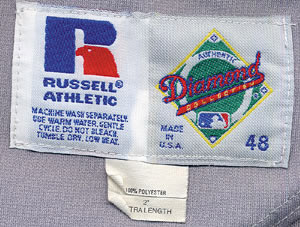 RUSSELL®
ATHLETIC
MACHINE WASH SEPARATELY.
USE WARM WATER. GENTLE
CYCLE. DO NOT BLEACH.
TUMBLE DRY, LOW HEAT.
AUTHENTIC
Diamond
COLLECTION
MADE
IN
U.S.A.
48
100% POLYESTER
2"
TRA LENGTH